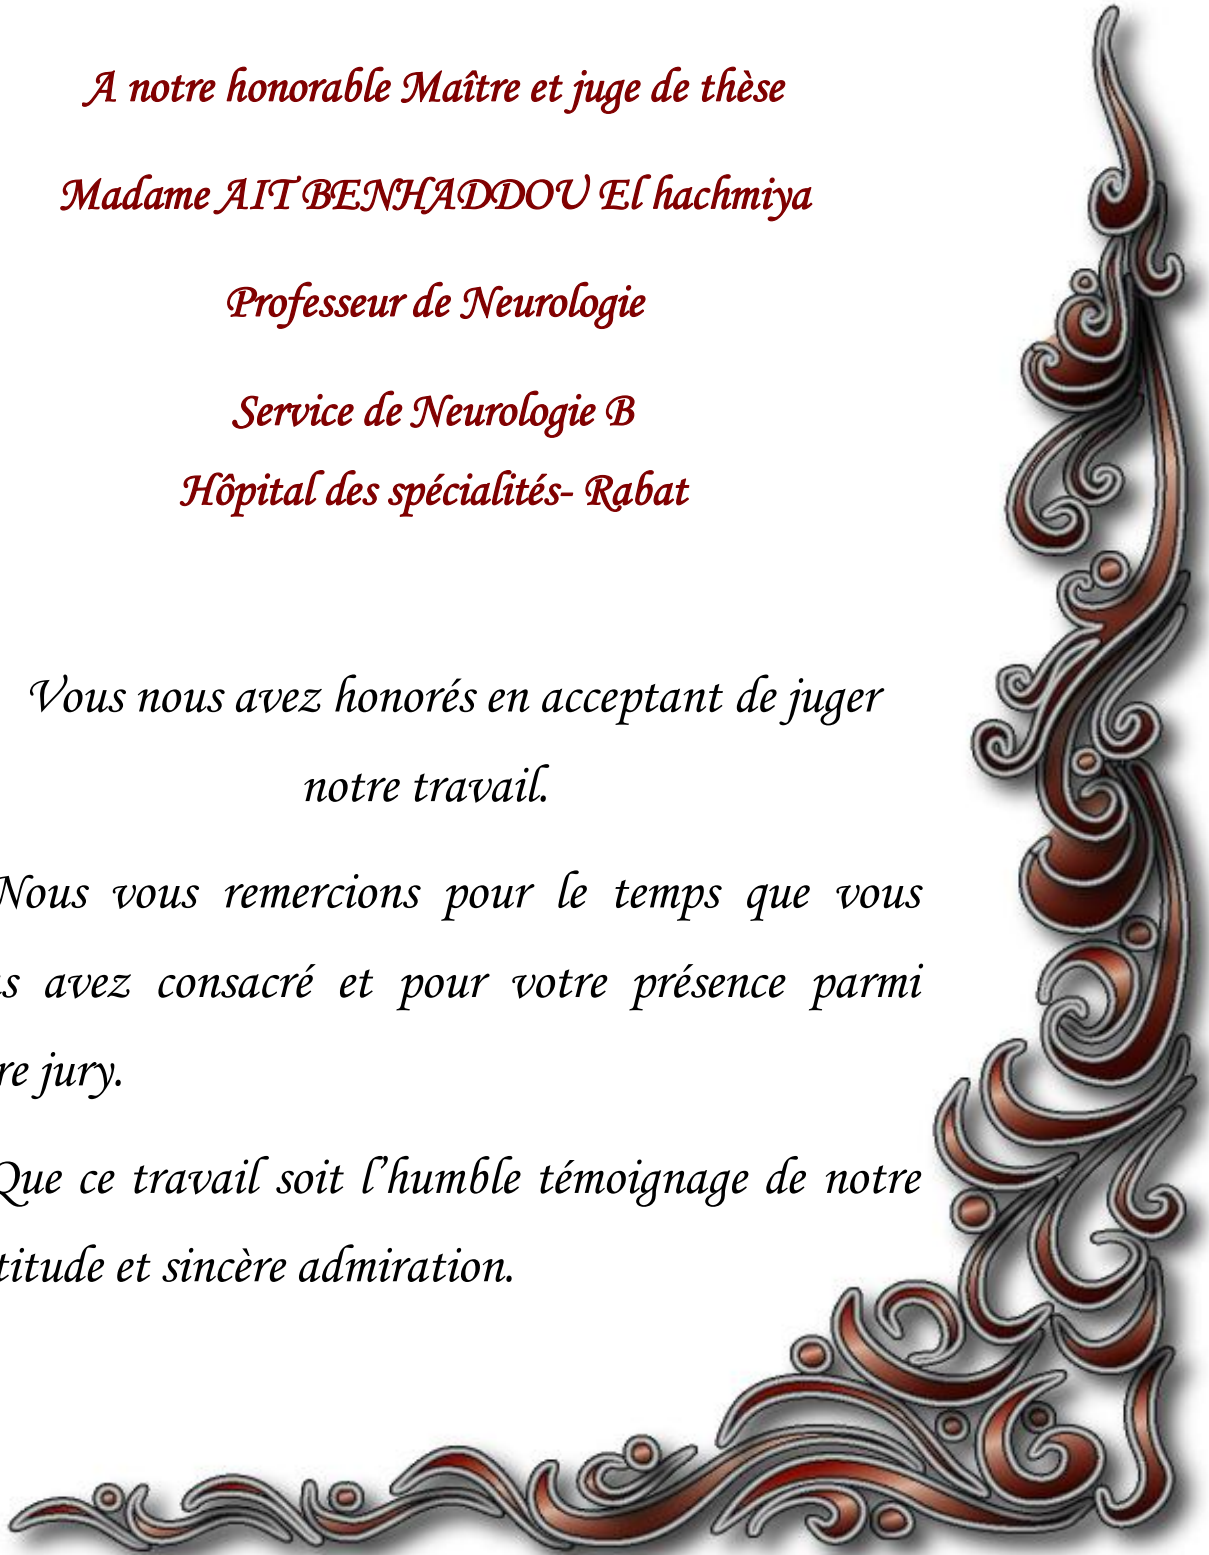 A notre honorable Maître et juge de thèse
Madame AIT BENHADDOU El hachmiya
Professeur de Neurologie
Service de Neurologie B
Hôpital des spécialités- Rabat
Vous nous avez honorés en acceptant de juger
notre travail.
Nous vous remercions pour le temps que vous
avez consacré et pour votre présence parmi
jury.
Que ce travail soit l’humble témoignage de notre
et sincère admiration.